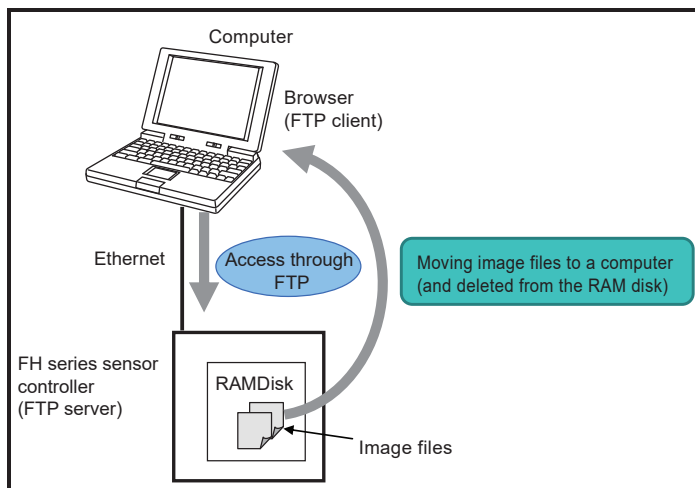 Computer
Browser
(FTP client)
Ethernet
Access through
FTP
Moving image files to a computer
(and deleted from the RAM disk)
FH series sensor
controller
(FTP server)
RAMDisk
Image files